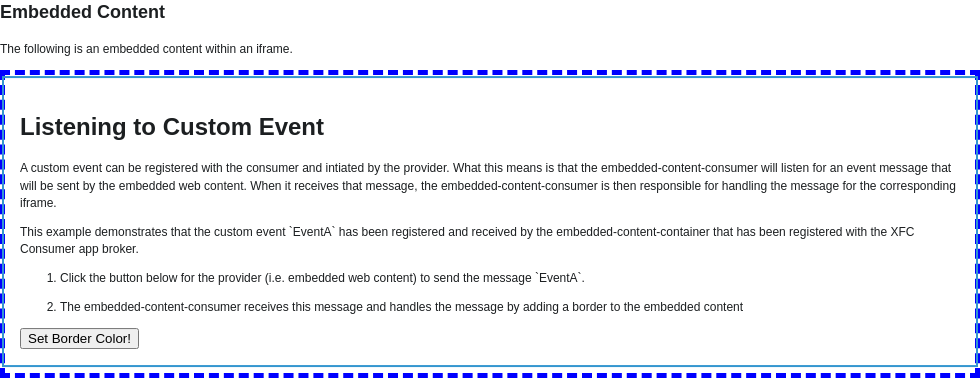 Embedded Content
The following is an embedded content within an iframe.
Listening to Custom Event
A custom event can be registered with the consumer and intiated by the provider. What this means is that the embedded-content-consumer will listen for an event message that
will be sent by the embedded web content. When it receives that message, the embedded-content-consumer is then responsible for handling the message for the corresponding
iframe.
This example demonstrates that the custom event `EventA` has been registered and received by the embedded-content-container that has been registered with the XFC
Consumer app broker.
1. Click the button below for the provider (i.e. embedded web content) to send the message `EventA`.
2. The embedded-content-consumer receives this message and handles the message by adding a border to the embedded content
Set Border Color!